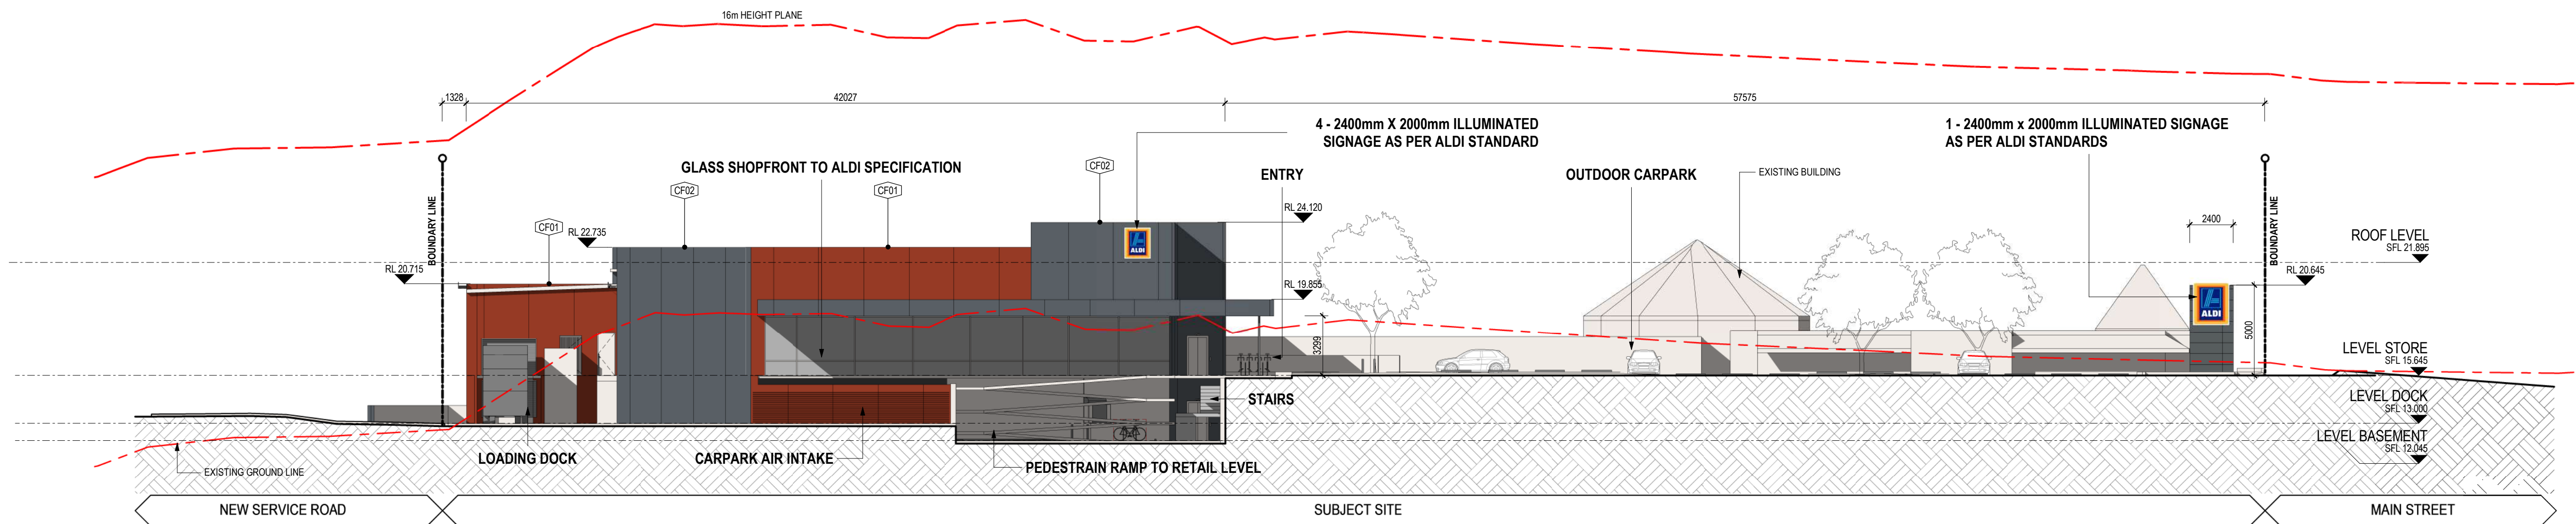 16m HEIGHT PLANE
1328
42027
57575
4 - 2400mm X 2000mm ILLUMINATED
SIGNAGE AS PER ALDI STANDARD
1 - 2400mm x 2000mm ILLUMINATED SIGNAGE
AS PER ALDI STANDARDS
GLASS SHOPFRONT TO ALDI SPECIFICATION
CF02
ENTRY
OUTDOOR CARPARK
EXISTING BUILDING
CF02
CF01
BOUNDARY LINE
CF01
RL 22.735
RL 24.120
2400
BOUNDARY LINE
ROOF LEVEL
SFL 21.895
ALDI
RL 20.715
RL 20.645
RL 19.855
ALDI
3299
5000
LEVEL STORE
SFL 15.645
STAIRS
LEVEL DOCK
SFL 13.000
LEVEL BASEMENT
SFL 12.045
LOADING DOCK
CARPARK AIR INTAKE
PEDESTRAIN RAMP TO RETAIL LEVEL
EXISTING GROUND LINE
NEW SERVICE ROAD
SUBJECT SITE
MAIN STREET